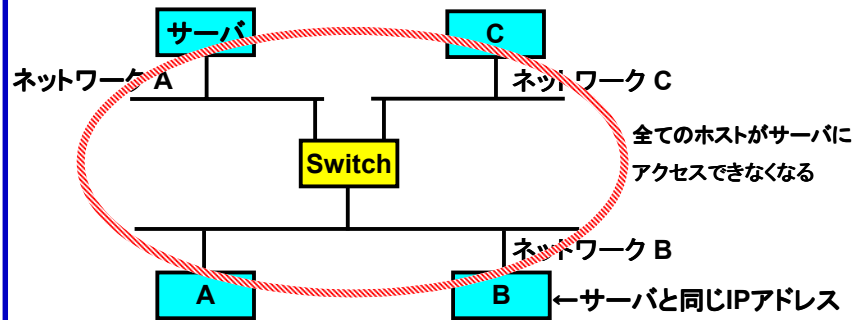 サーバ
C
ネットワーク A
ネットワーク C
全てのホストがサーバに
アクセスできなくなる
Switch
ネットワーク B
A
B
←サーバと同じIPアドレス